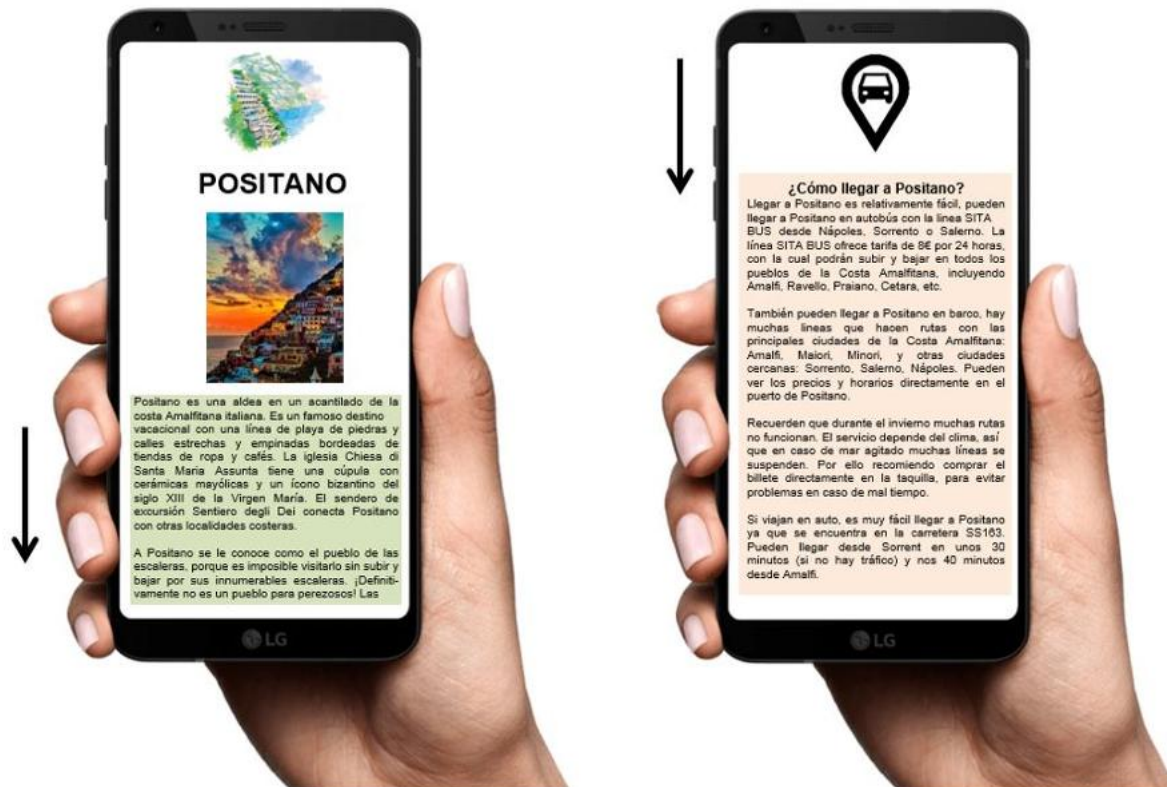 POSITANO
Positano es una aldea en un acantilado de la
costa Amalfitana italiana. Es un famoso destino
vacacional con una línea de playa de piedras y
calles estrechas y empinadas bordeadas de
tiendas de ropa y cafés. La iglesia Chiesa di
Santa Maria Assunta tiene una cúpula con
cerámicas mayólicas y un ícono bizantino del
siglo XIII de la Virgen María. El sendero de
excursión Sentiero degli Dei conecta Positano
con otras localidades costeras.
A Positano se le conoce como el pueblo de las
escaleras, porque es imposible visitarlo sin subir y
bajar por sus innumerables escaleras. ¡Definiti-
vamente no es un pueblo para perezosos! Las
LG
¿Cómo llegar a Positano?
Llegar a Positano es relativamente fácil, pueden
llegar a Positano en autobús con la linea SITA
BUS desde Nápoles, Sorrento o Salerno. La
línea SITA BUS ofrece tarifa de 8€ por 24 horas,
con la cual podrán subir y bajar en todos los
pueblos de la Costa Amalfitana, incluyendo
Amalfi, Ravello, Praiano, Cetara, etc.
También pueden llegar a Positano en barco, hay
muchas lineas que hacen rutas con las
principales ciudades de la Costa Amalfitana:
Amalfi, Maiori, Minori, y otras ciudades
cercanas: Sorrento, Salerno, Nápoles. Pueden
ver los precios y horarios directamente en el
puerto de Positano.
Recuerden que durante el invierno muchas rutas
no funcionan. El servicio depende del clima, así
que en caso de mar agitado muchas líneas se
suspenden. Por ello recomiendo comprar el
billete directamente en la taquilla, para evitar
problemas en caso de mal tiempo.
Si viajan en auto, es muy fácil llegar a Positano
ya que se encuentra en la carretera SS163.
Pueden llegar desde Sorrent en unos 30
minutos (si no hay tráfico) y nos 40 minutos
desde Amalfi.
LG